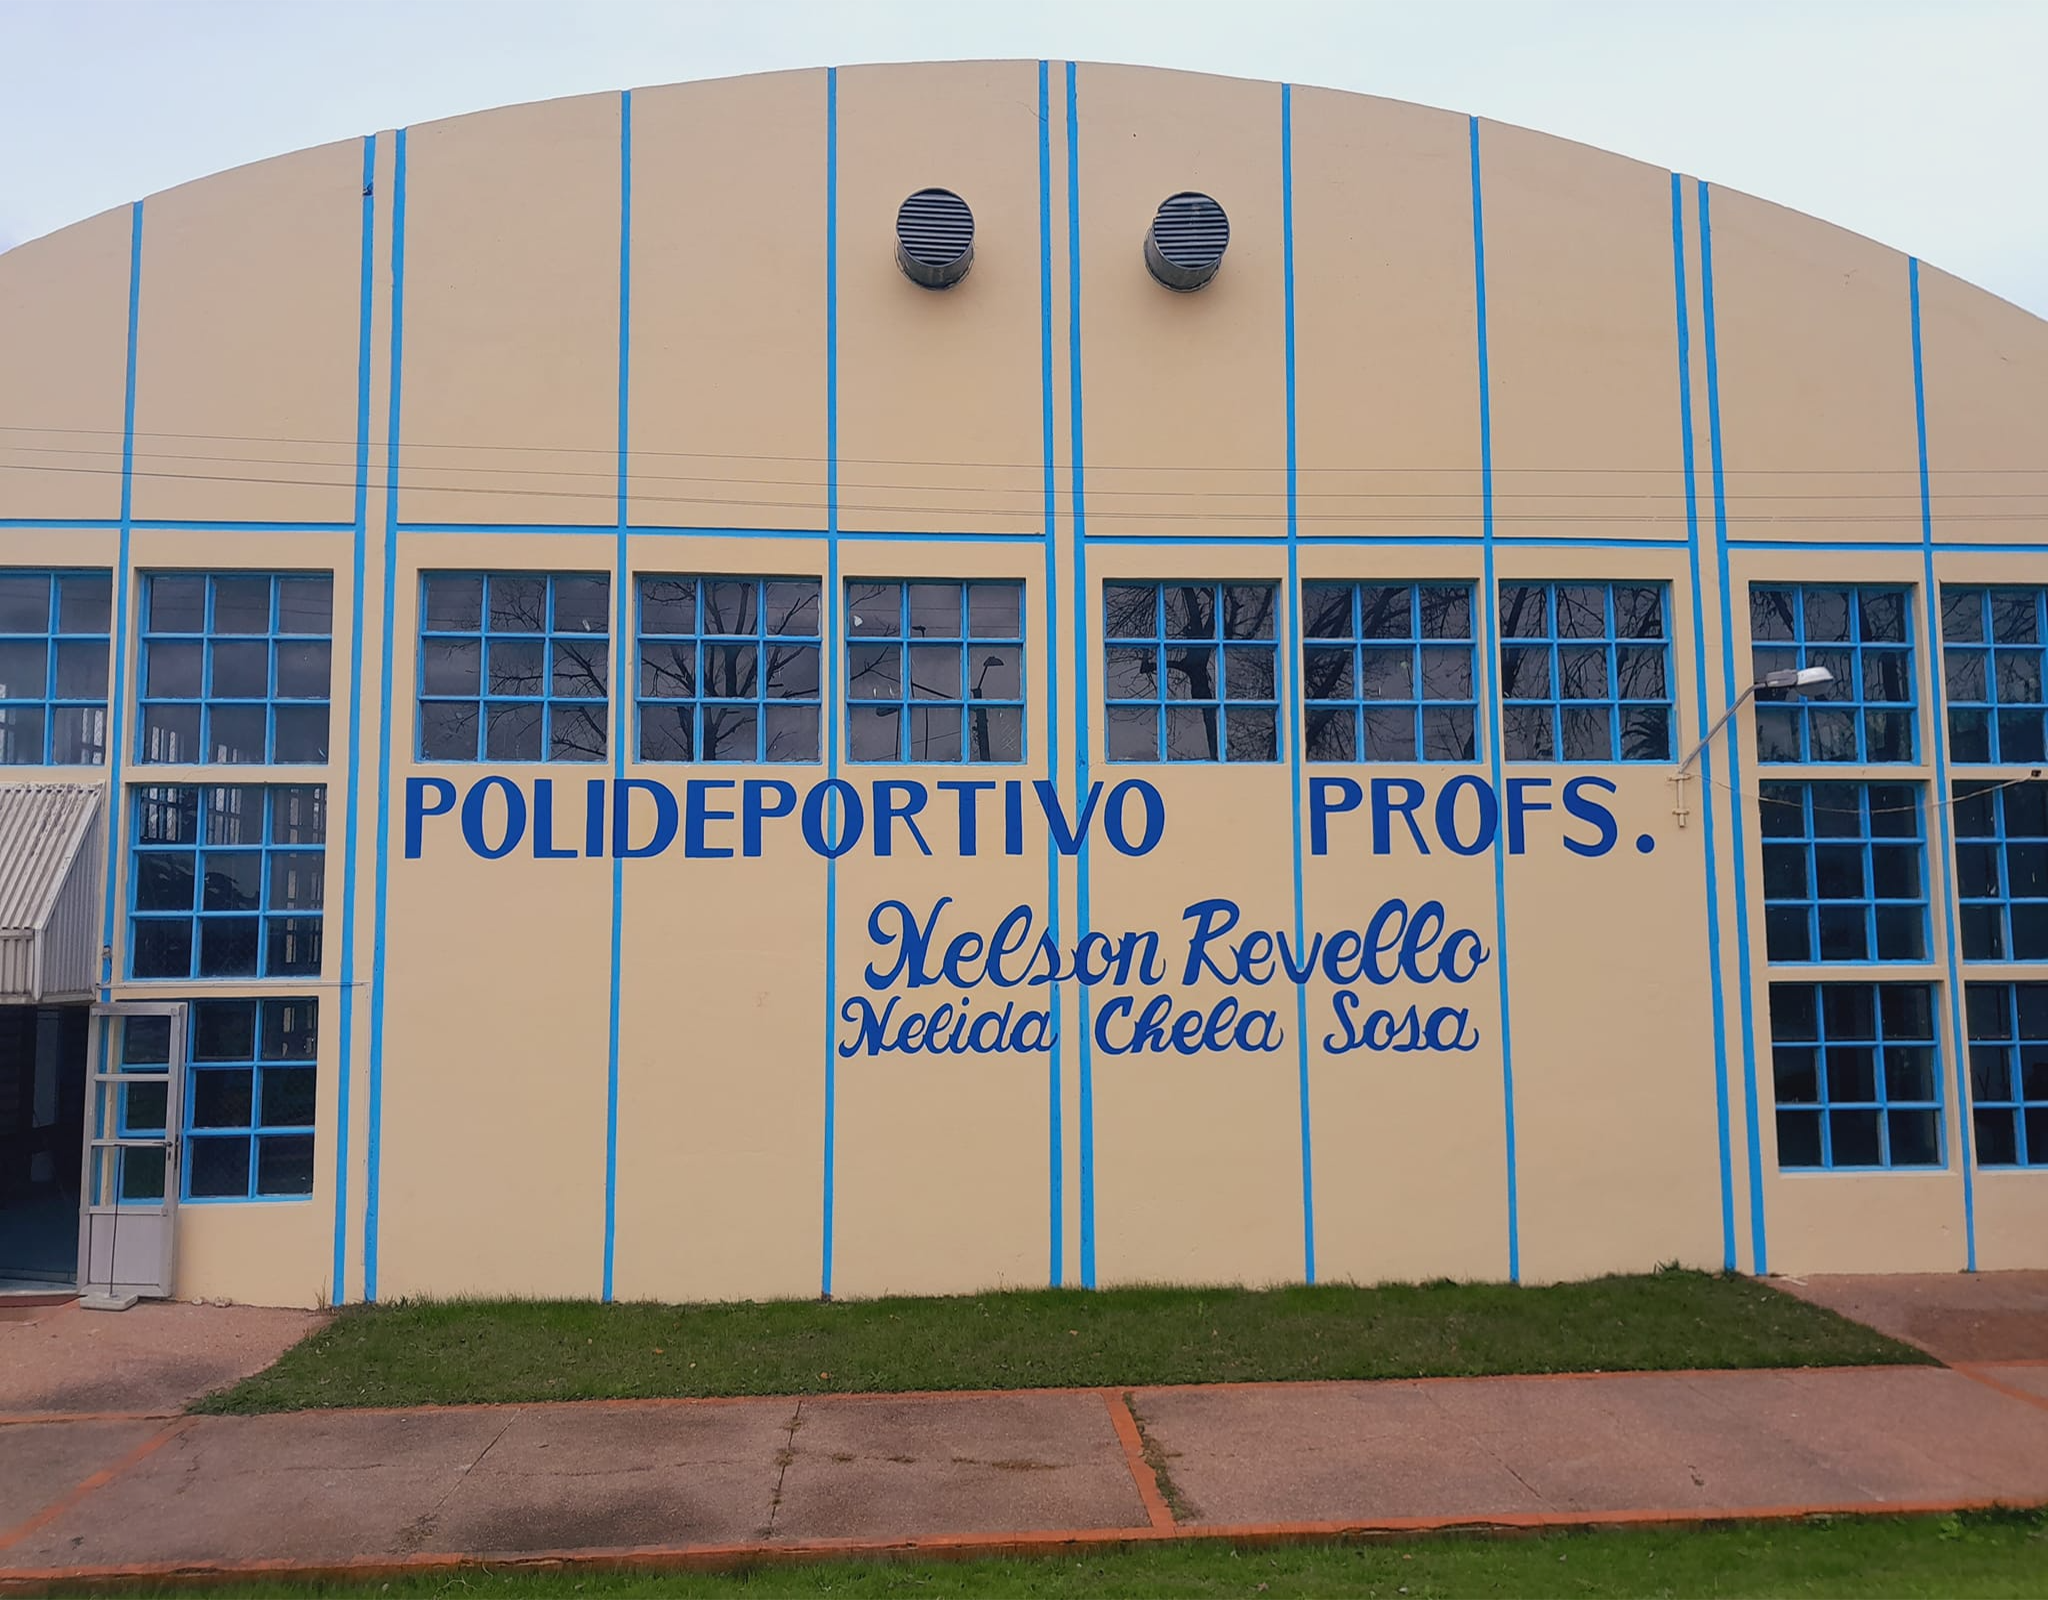 POLIDEPORTIVO PROFS.
Nelson Revello
Nelida Chela Sosa